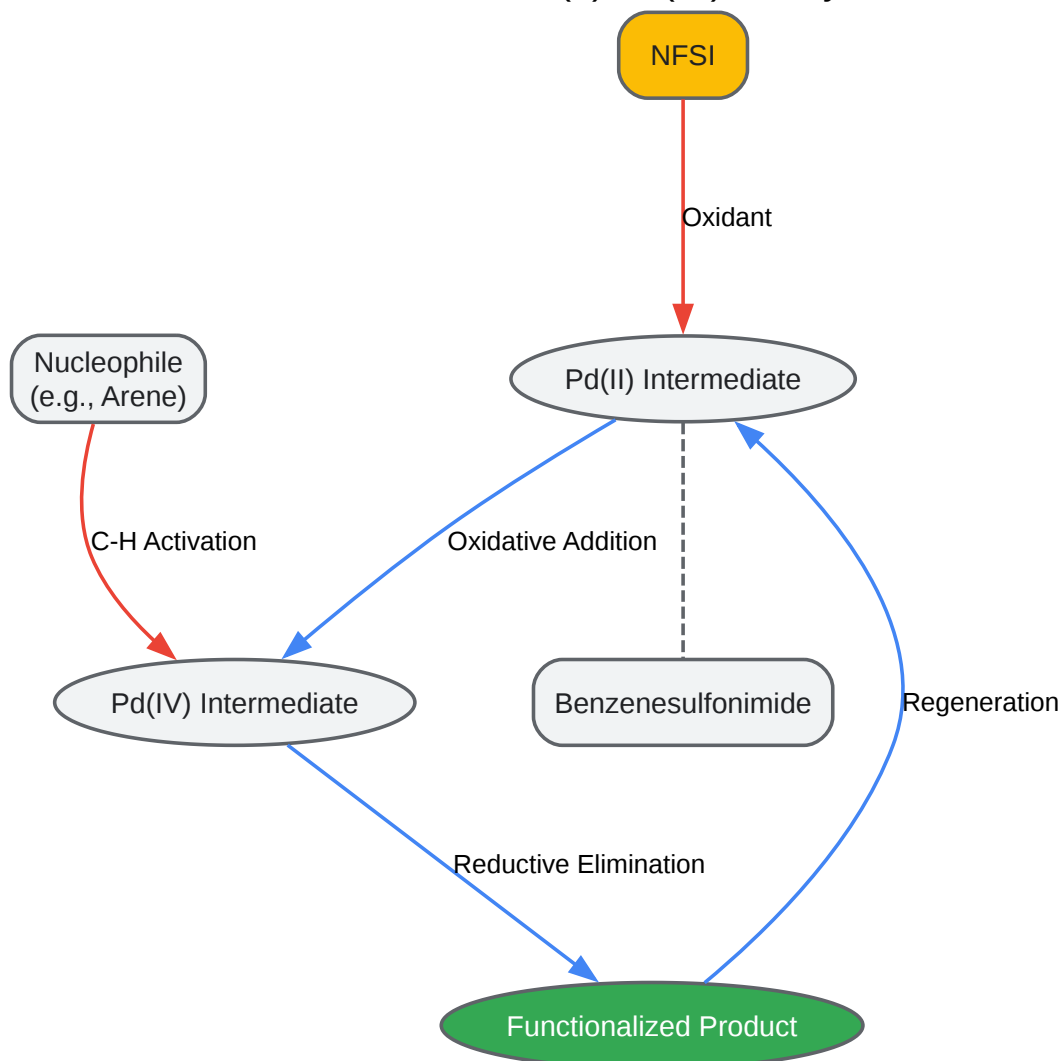 NFSI
Oxidant
Nucleophile
(e.g., Arene)
Pd(II) Intermediate
C-H Activation
Oxidative Addition
Pd(IV) Intermediate
Benzenesulfonimide
Regeneration
Reductive Elimination
Functionalized Product